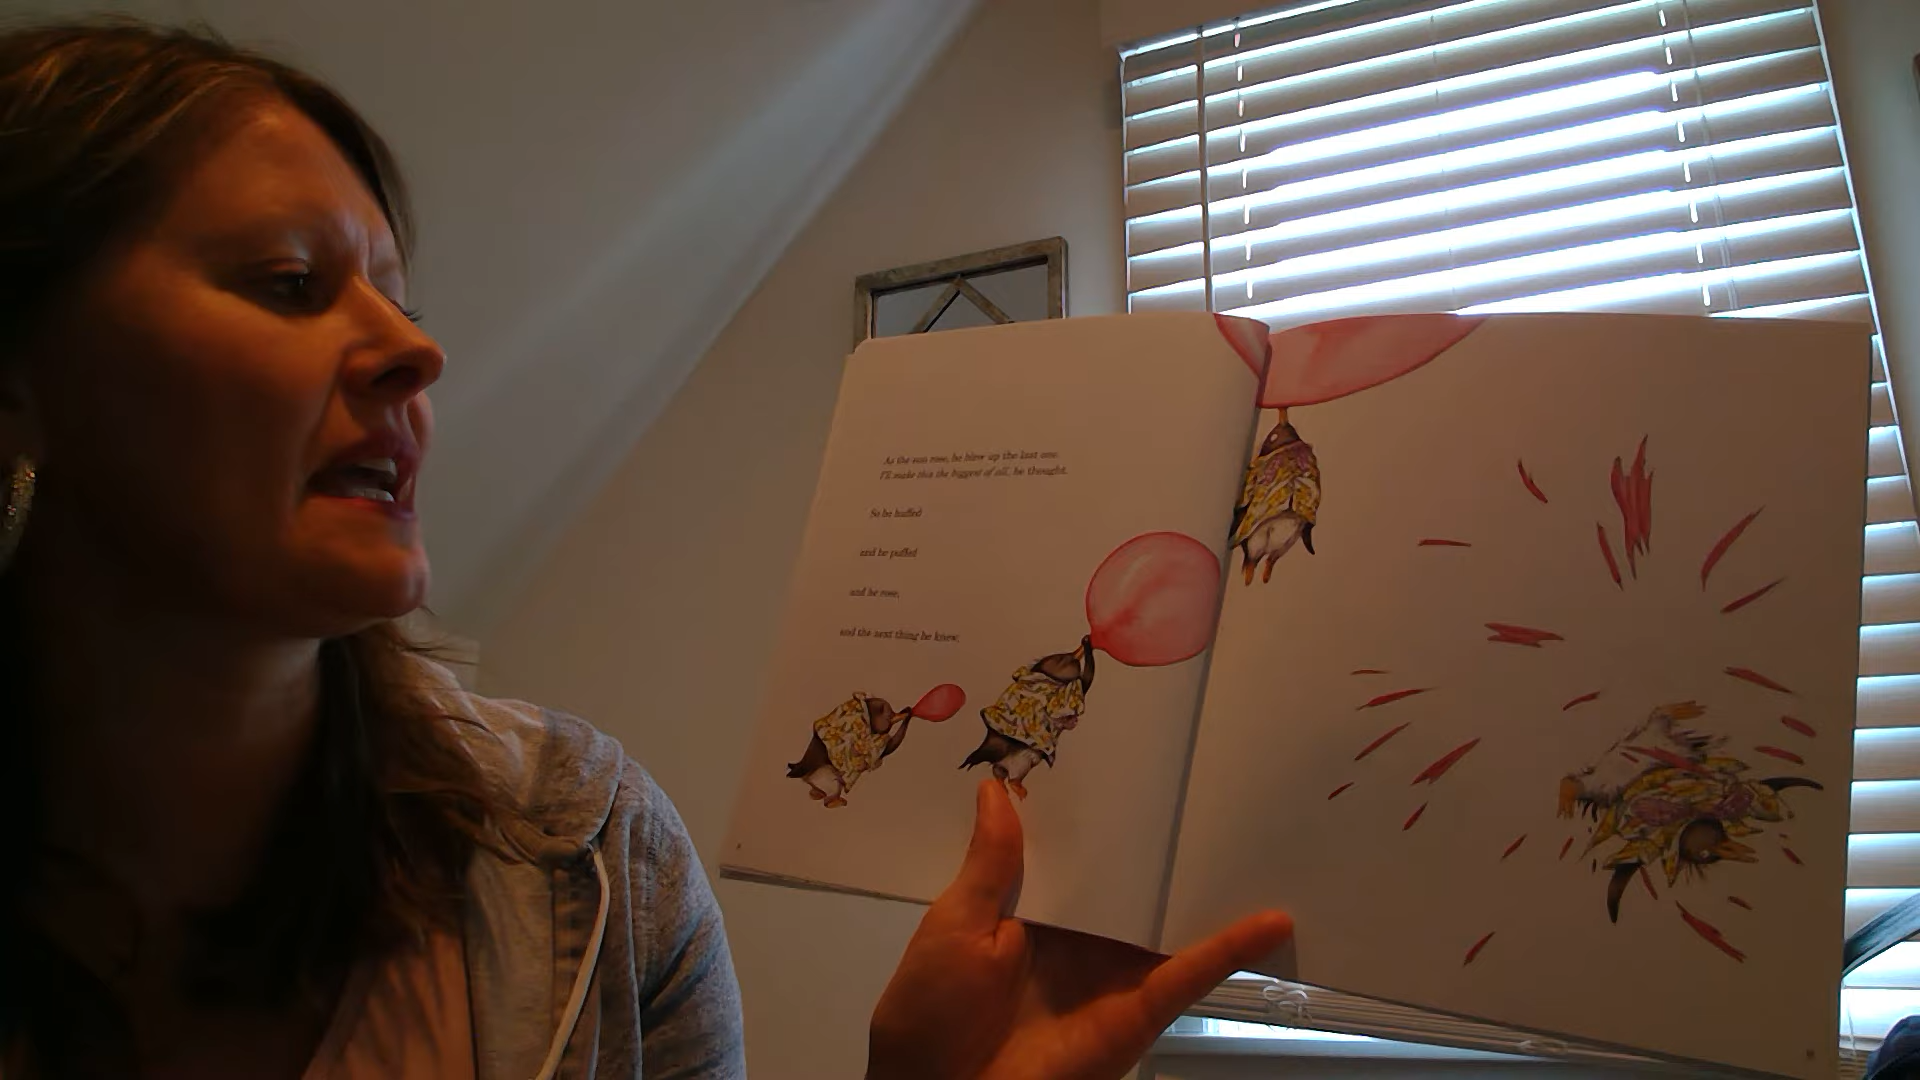 As the sun rose, he blew up the last one.
I'll make this the biggest of all, he thought.
So he huffed
and he puffed
and he rose,
and the next thing he knew,